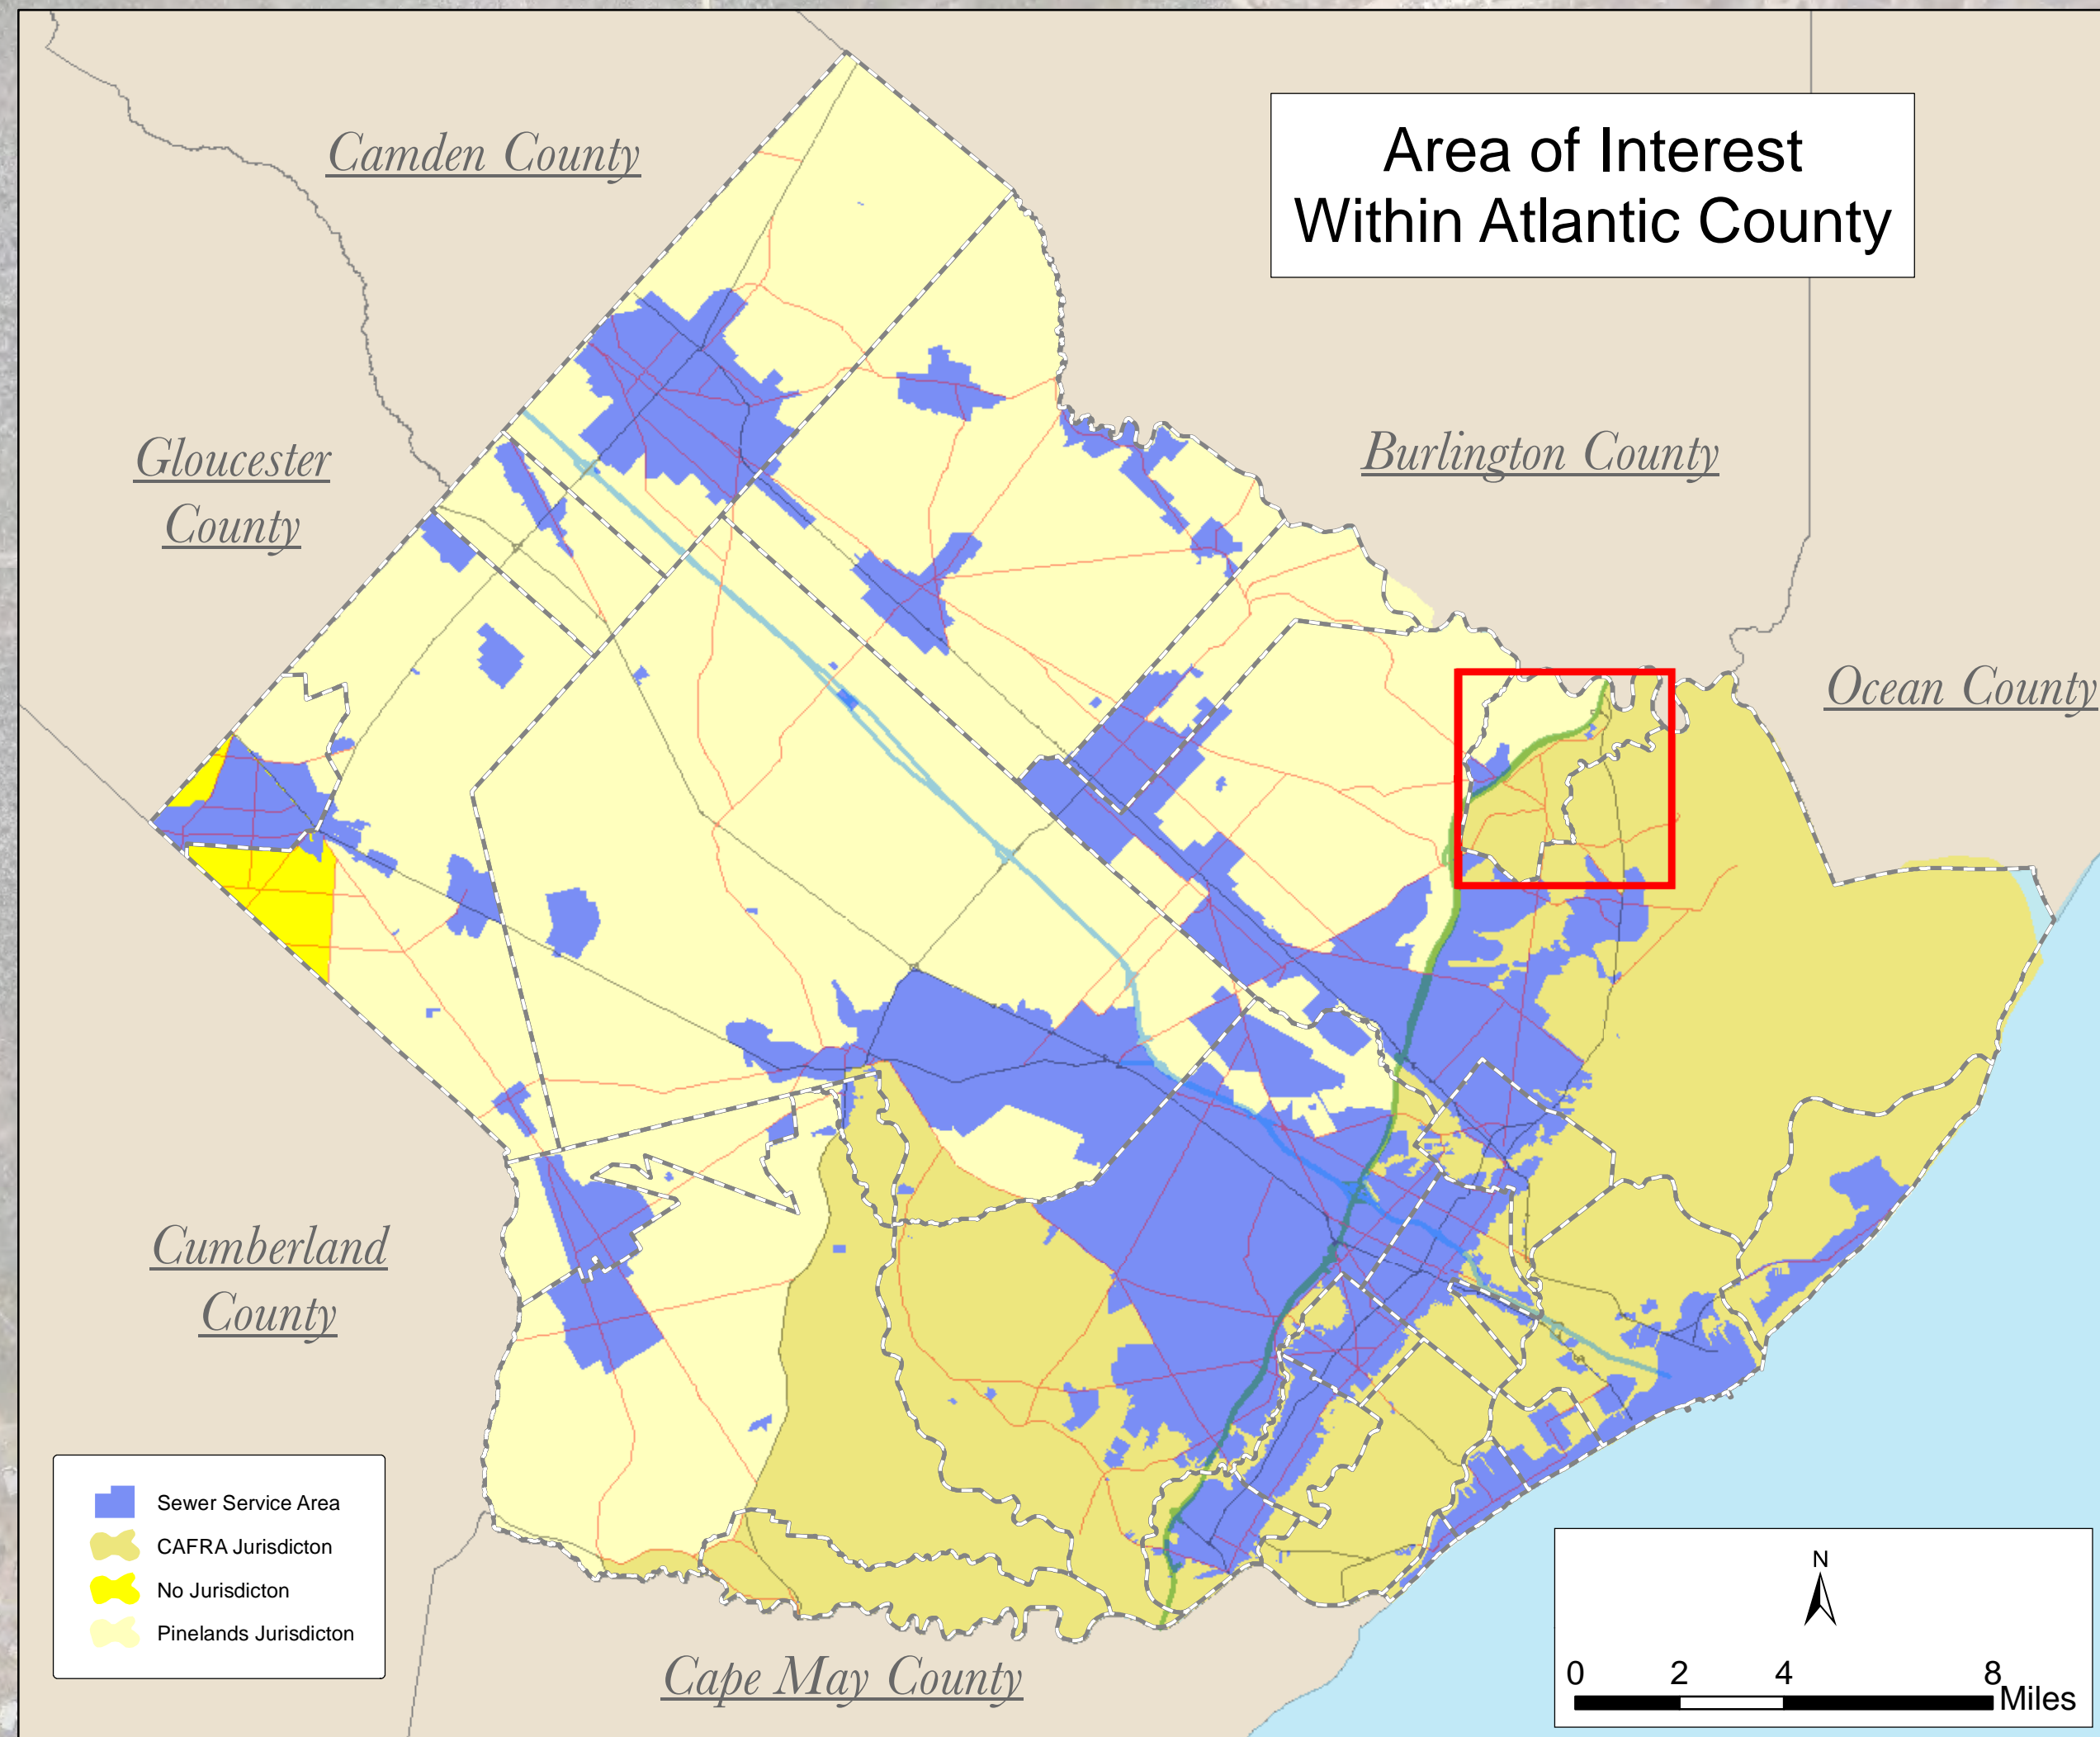 Area of Interest
Within Atlantic County
Camden County
Gloucester
County
Burlington County
Ocean County
Cumberland
County
Cape May County
Sewer Service Area
CAFRA Jurisdicton
No Jurisdicton
Pinelands Jurisdicton
N
0 2 4 8
Miles